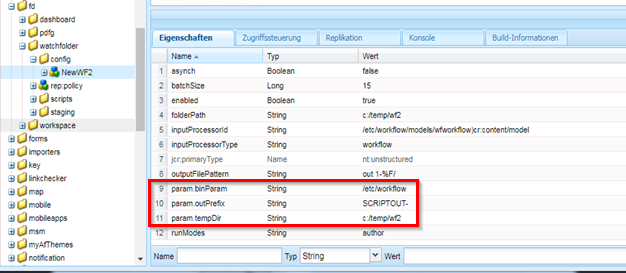 fd
dashboard
pdfg
watchfolder
config
NewWF2
rep:policy
scripts
staging
workspace
forms
importers
key
linkchecker
map
mobile
mobileapps
msm
myAfThemes
notification
Eigenschaften Zugriffssteuerung Replikation Konsole Build-Informationen
Name Typ Wert
1 asynch Boolean false
2 batchSize Long 15
3 enabled Boolean true
4 folderPath String c:/temp/wf2
5 inputProcessorId String /etc/workflow/models/wfworkflow/jcr:content/model
6 inputProcessorType String workflow
7 jcr:primaryType Name nt:unstructured
8 outputFilePattern String out 1-%F/
9 param.binParam String /etc/workflow
10 param.outPrefix String SCRIPTOUT-
11 param.tempDir String c:/temp/wf2
12 runModes String author
Name Typ String Wert